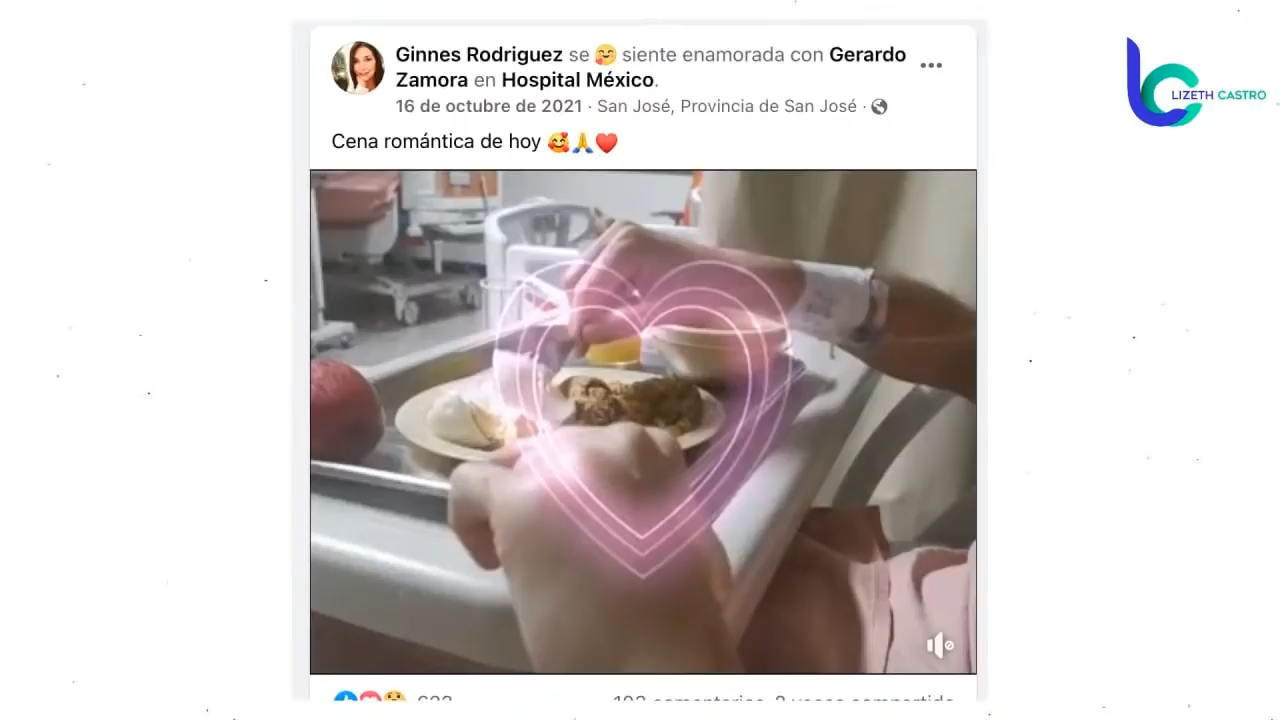 Ginnes Rodriguez se 🥰 siente enamorada con Gerardo
Zamora en Hospital México.
16 de octubre de 2021 · San José, Provincia de San José ·
Cena romántica de hoy 🥰🙏♥️
LIZETH CASTRO